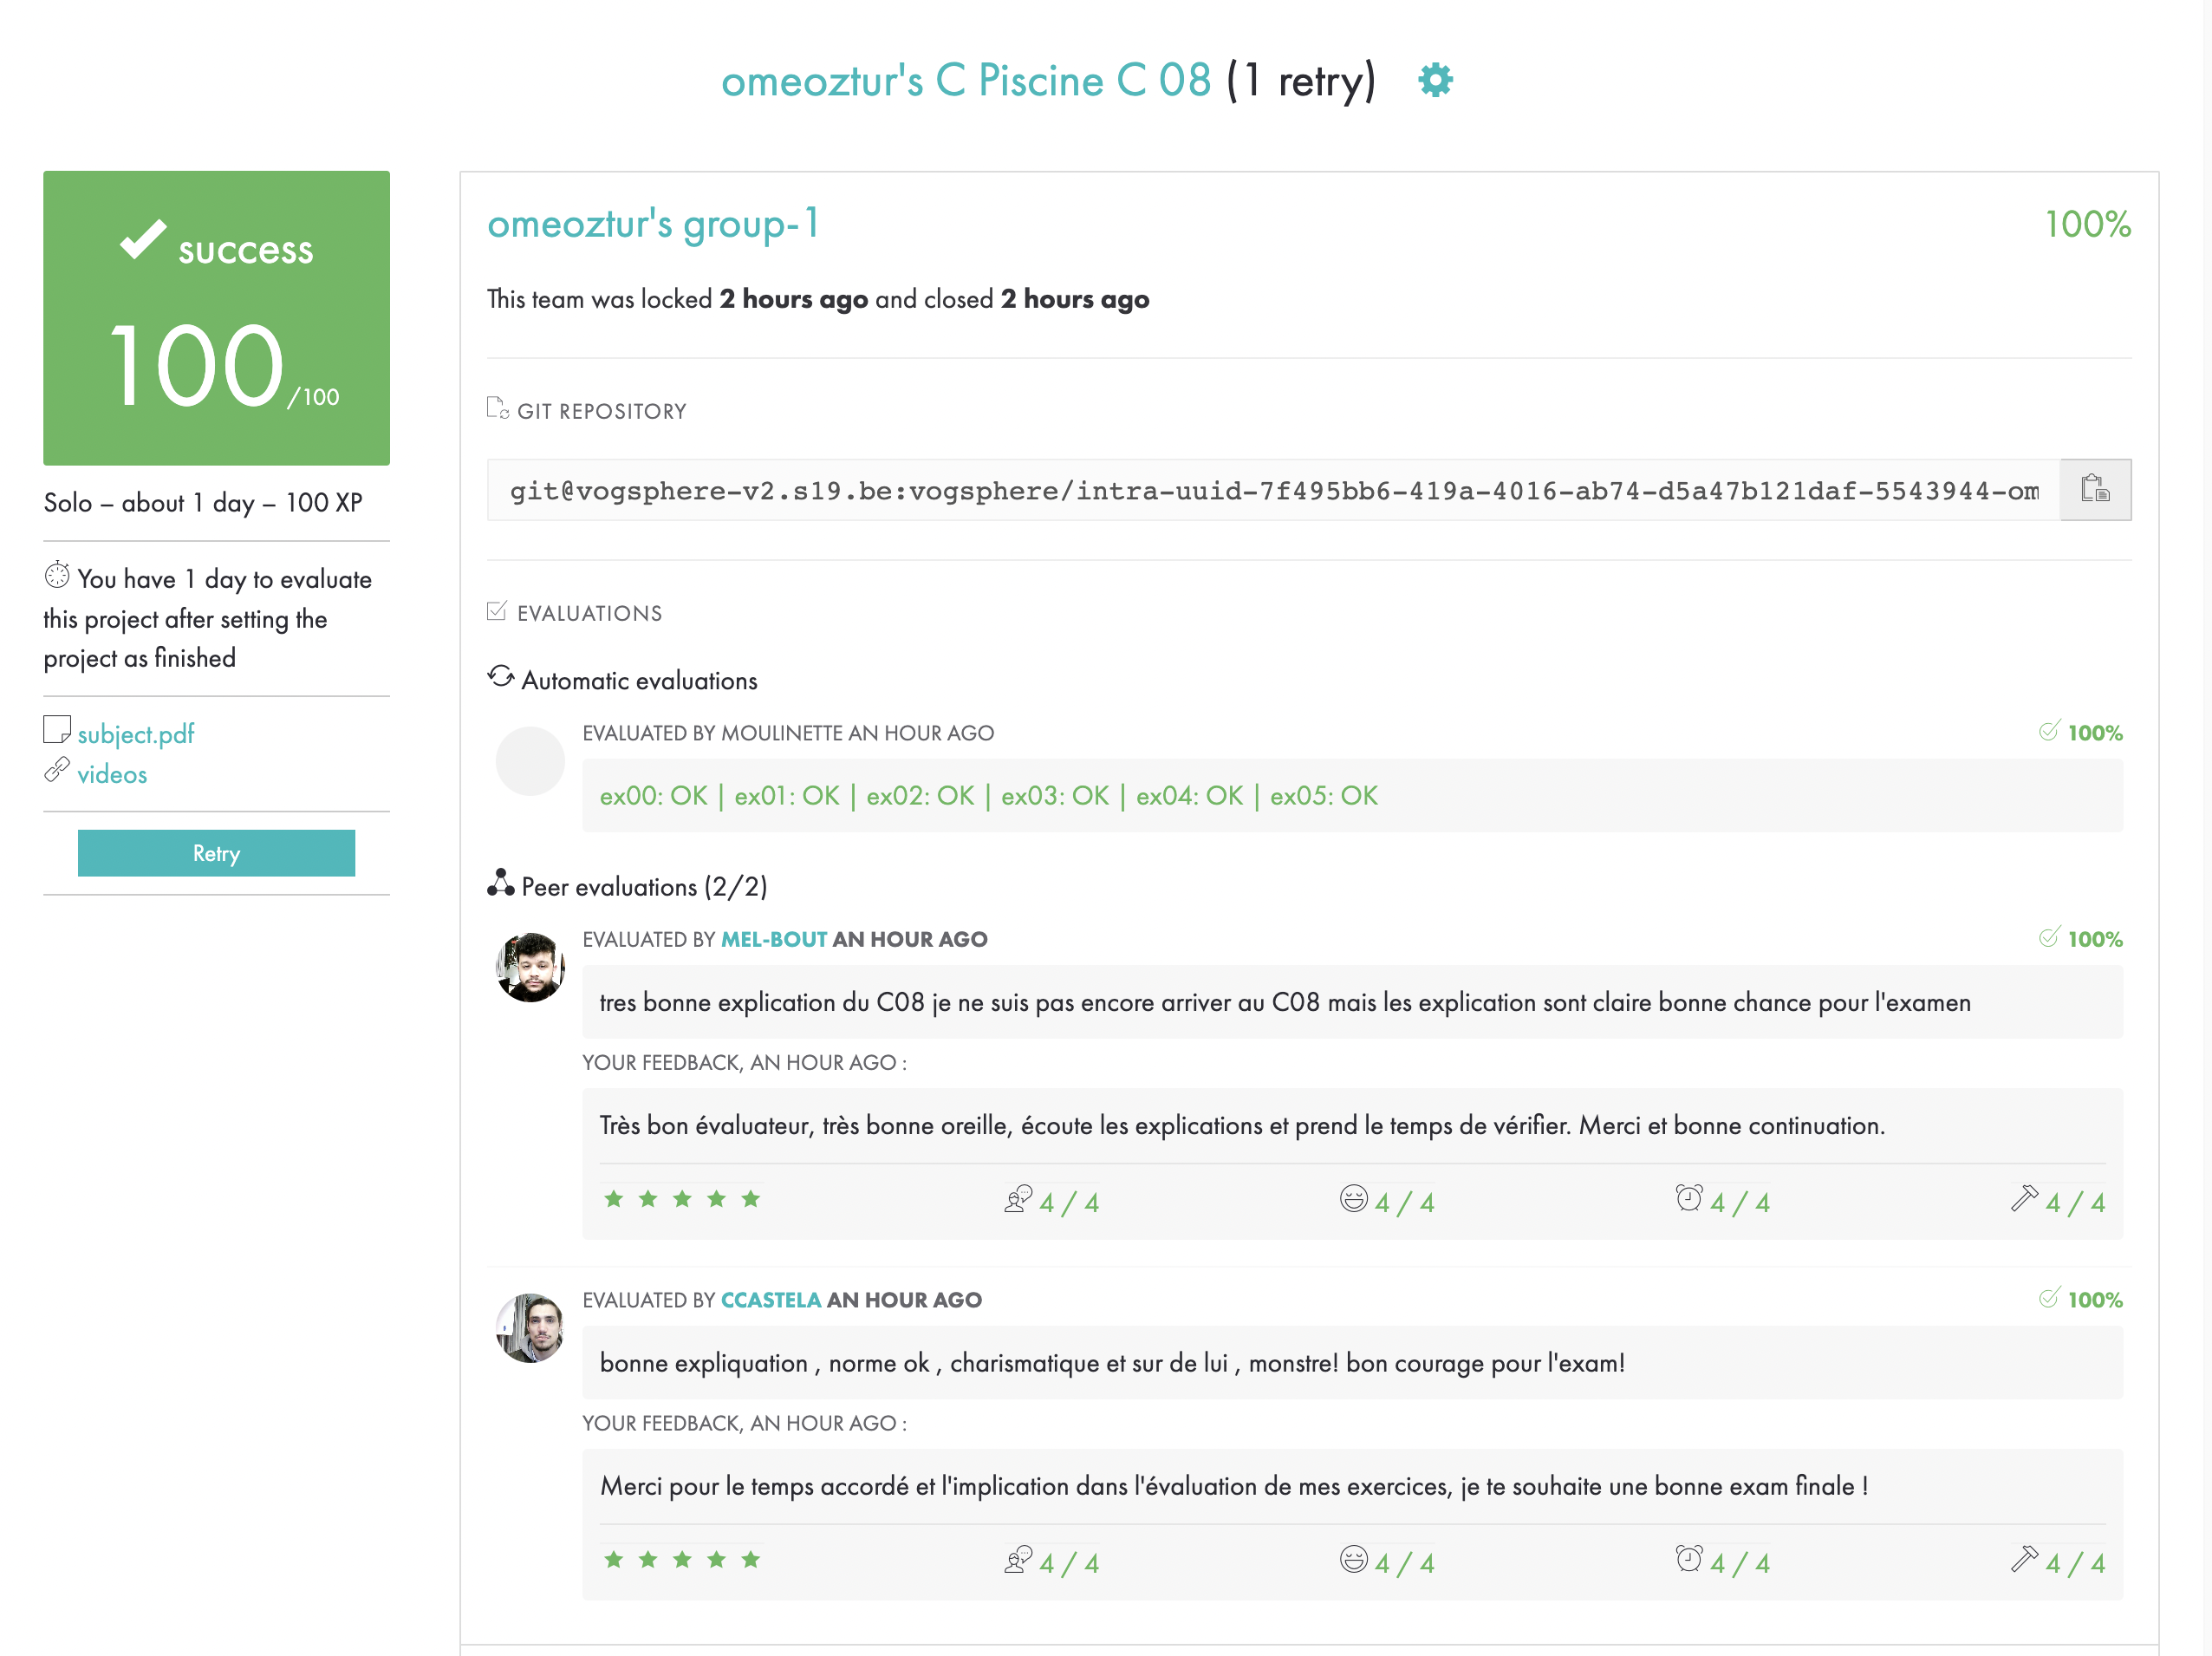 omeoztur's C Piscine C 08 (1 retry)
success
100/100
Solo – about 1 day – 100 XP
You have 1 day to evaluate
this project after setting the
project as finished
subject.pdf
videos
Retry
omeoztur's group-1
100%
This team was locked 2 hours ago and closed 2 hours ago
GIT REPOSITORY
git@vogsphere-v2.s19.be:vogsphere/intra-uuid-7f495bb6-419a-4016-ab74-d5a47b121daf-5543944-om
EVALUATIONS
Automatic evaluations
EVALUATED BY MOULINETTE AN HOUR AGO
100%
ex00: OK | ex01: OK | ex02: OK | ex03: OK | ex04: OK | ex05: OK
Peer evaluations (2/2)
EVALUATED BY MEL-BOUT AN HOUR AGO
100%
tres bonne explication du C08 je ne suis pas encore arriver au C08 mais les explication sont claire bonne chance pour l'examen
YOUR FEEDBACK, AN HOUR AGO :
Très bon évaluateur, très bonne oreille, écoute les explications et prend le temps de vérifier. Merci et bonne continuation.
4 / 4 4 / 4 4 / 4 4 / 4
EVALUATED BY CCASTELA AN HOUR AGO
100%
bonne expliquation , norme ok , charismatique et sur de lui , monstre! bon courage pour l'exam!
YOUR FEEDBACK, AN HOUR AGO :
Merci pour le temps accordé et l'implication dans l'évaluation de mes exercices, je te souhaite une bonne exam finale !
4 / 4 4 / 4 4 / 4 4 / 4